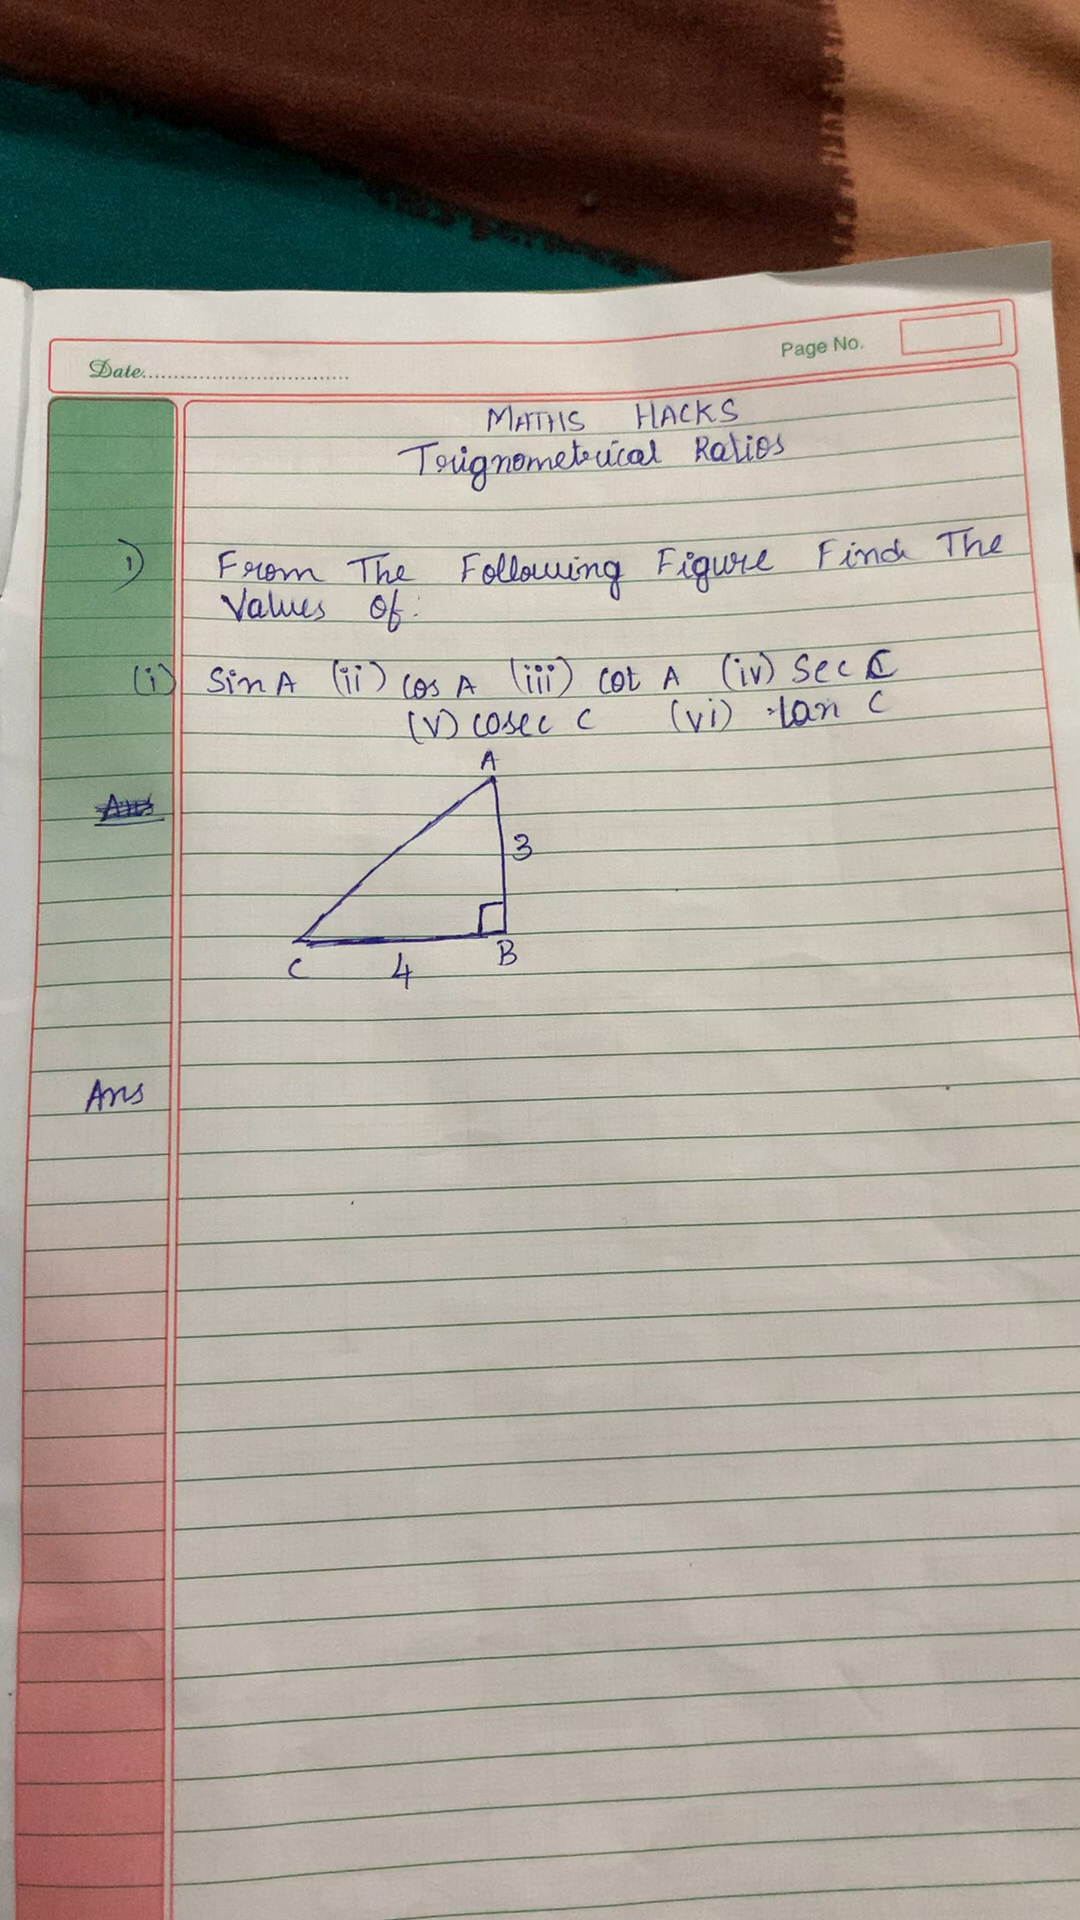 Page No.
Date
MATHS HACKS
Trignometrical Ratios
1) From The Following Figure Find The
Values Of:
(i) Sin A (ii) cos A (iii) cot A (iv) Sec C
(v) cosec C (vi) tan C
A
3
C 4 B
Ans